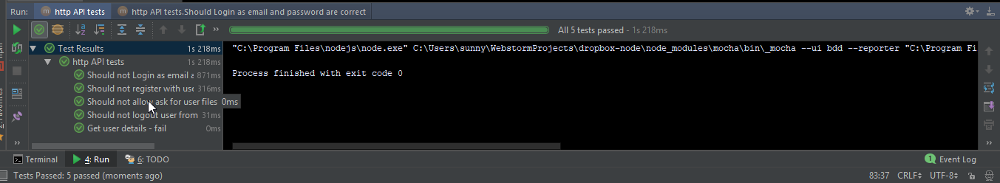 Run: http API tests http API tests.Should Login as email and password are correct
All 5 tests passed - 1s 218ms
Test Results 1s 218ms
http API tests 1s 218ms
Should not Login as email a 871ms
Should not register with use 316ms
Should not allow ask for user files 0ms
Should not logout user from 31ms
Get user details - fail 0ms
"C:\Program Files\nodejs\node.exe" C:\Users\sunny\WebstormProjects\dropbox-node\node_modules\mocha\bin\_mocha --ui bdd --reporter "C:\Program Fi
Process finished with exit code 0
Terminal 4: Run 6: TODO 1 Event Log
Tests Passed: 5 passed (moments ago) 83:37 CRLF UTF-8